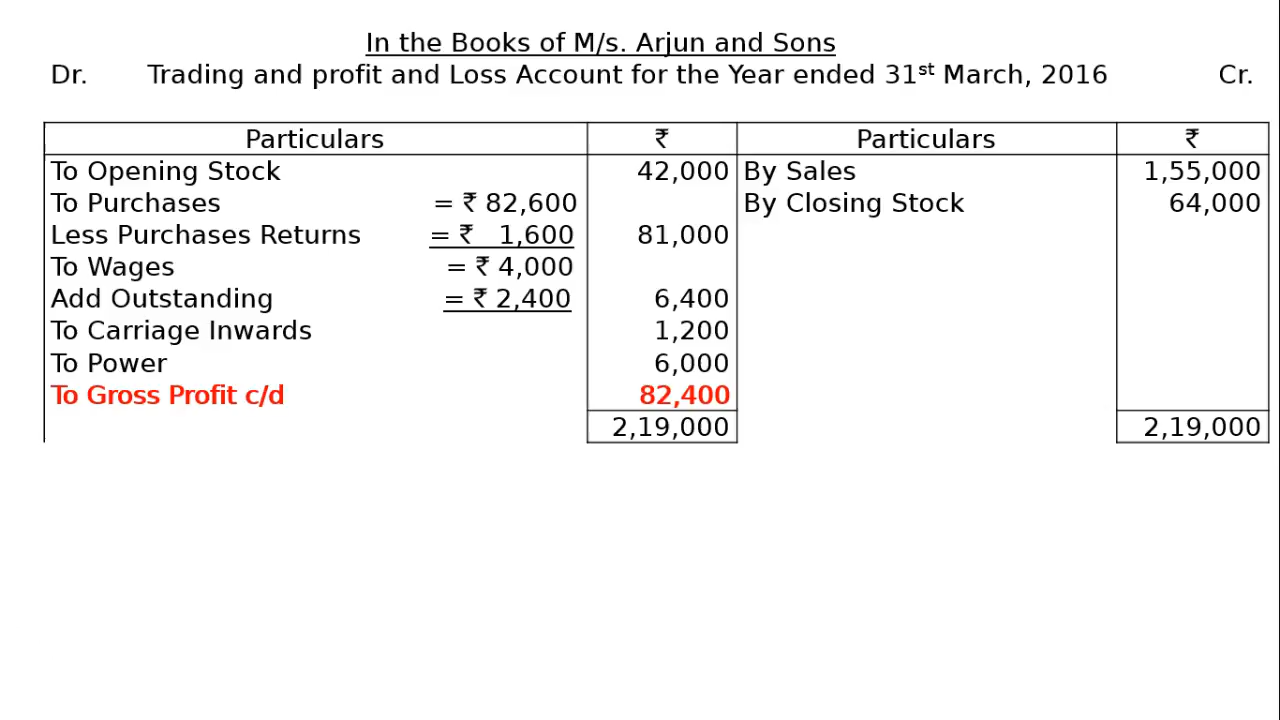 In the Books of M/s. Arjun and Sons
Dr. Trading and profit and Loss Account for the Year ended 31st March, 2016 Cr.
Particulars ₹ Particulars ₹
To Opening Stock 42,000 By Sales 1,55,000
To Purchases = ₹ 82,600 By Closing Stock 64,000
Less Purchases Returns = ₹ 1,600 81,000
To Wages = ₹ 4,000
Add Outstanding = ₹ 2,400 6,400
To Carriage Inwards 1,200
To Power 6,000
To Gross Profit c/d 82,400
2,19,000 2,19,000